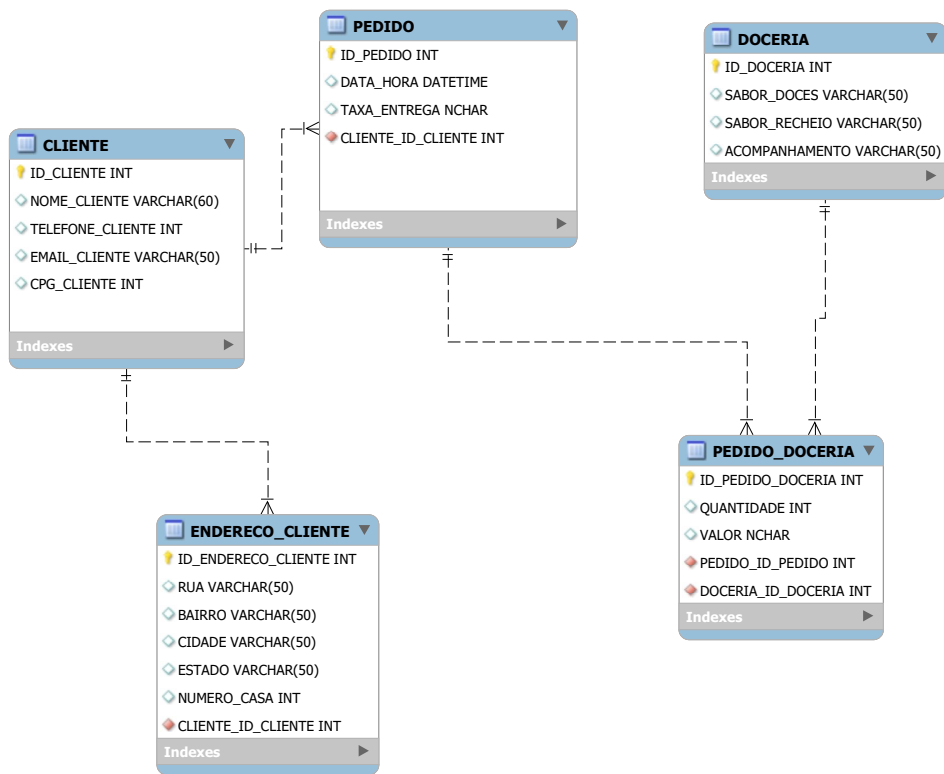 PEDIDO
ID_PEDIDO INT
DATA_HORA DATETIME
TAXA_ENTREGA NCHAR
CLIENTE_ID_CLIENTE INT
Indexes
DOCERIA
ID_DOCERIA INT
SABOR_DOCES VARCHAR(50)
SABOR_RECHEIO VARCHAR(50)
ACOMPANHAMENTO VARCHAR(50)
Indexes
CLIENTE
ID_CLIENTE INT
NOME_CLIENTE VARCHAR(60)
TELEFONE_CLIENTE INT
EMAIL_CLIENTE VARCHAR(50)
CPG_CLIENTE INT
Indexes
PEDIDO_DOCERIA
ID_PEDIDO_DOCERIA INT
QUANTIDADE INT
VALOR NCHAR
PEDIDO_ID_PEDIDO INT
DOCERIA_ID_DOCERIA INT
Indexes
ENDERECO_CLIENTE
ID_ENDERECO_CLIENTE INT
RUA VARCHAR(50)
BAIRRO VARCHAR(50)
CIDADE VARCHAR(50)
ESTADO VARCHAR(50)
NUMERO_CASA INT
CLIENTE_ID_CLIENTE INT
Indexes